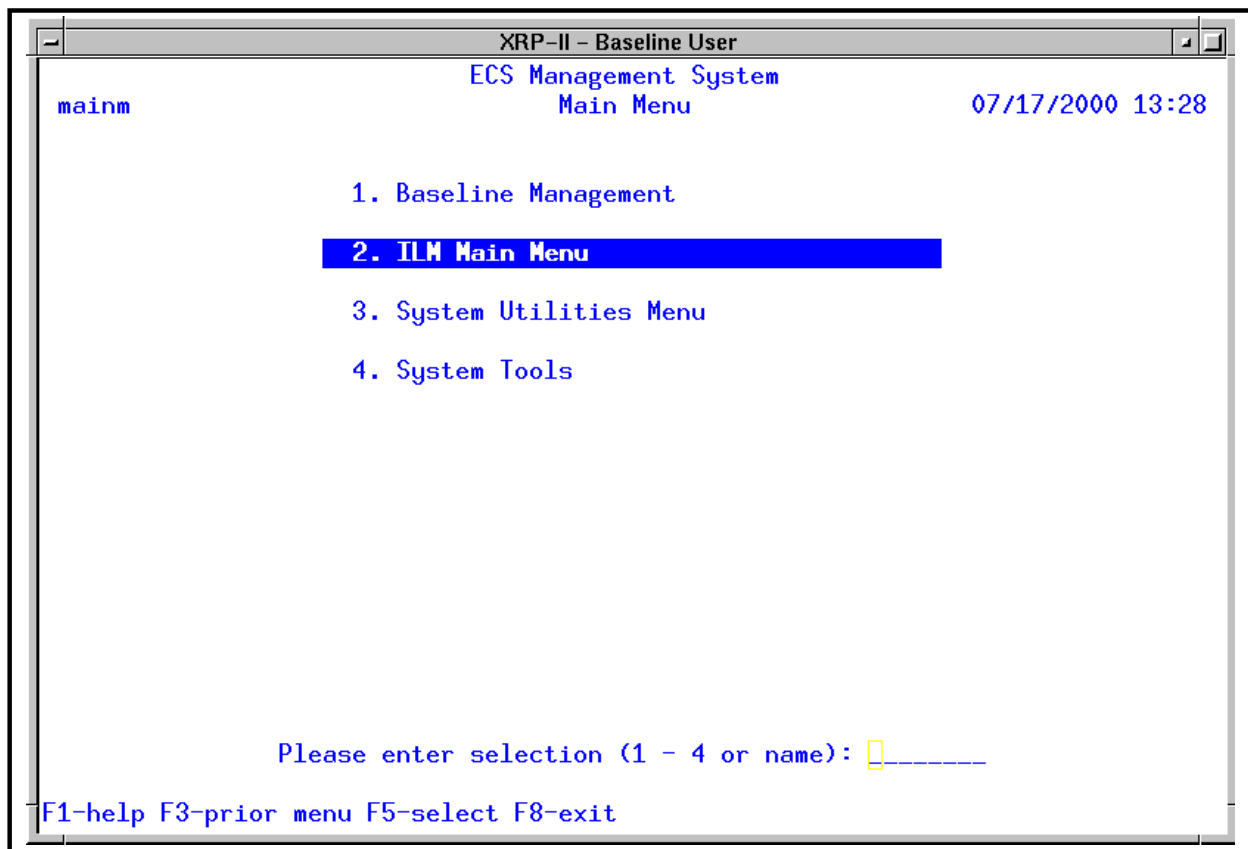 XRP-II - Baseline User
ECS Management System
mainm Main Menu 07/17/2000 13:28
1. Baseline Management
2. ILM Main Menu
3. System Utilities Menu
4. System Tools
Please enter selection (1 - 4 or name): ________
F1-help F3-prior menu F5-select F8-exit